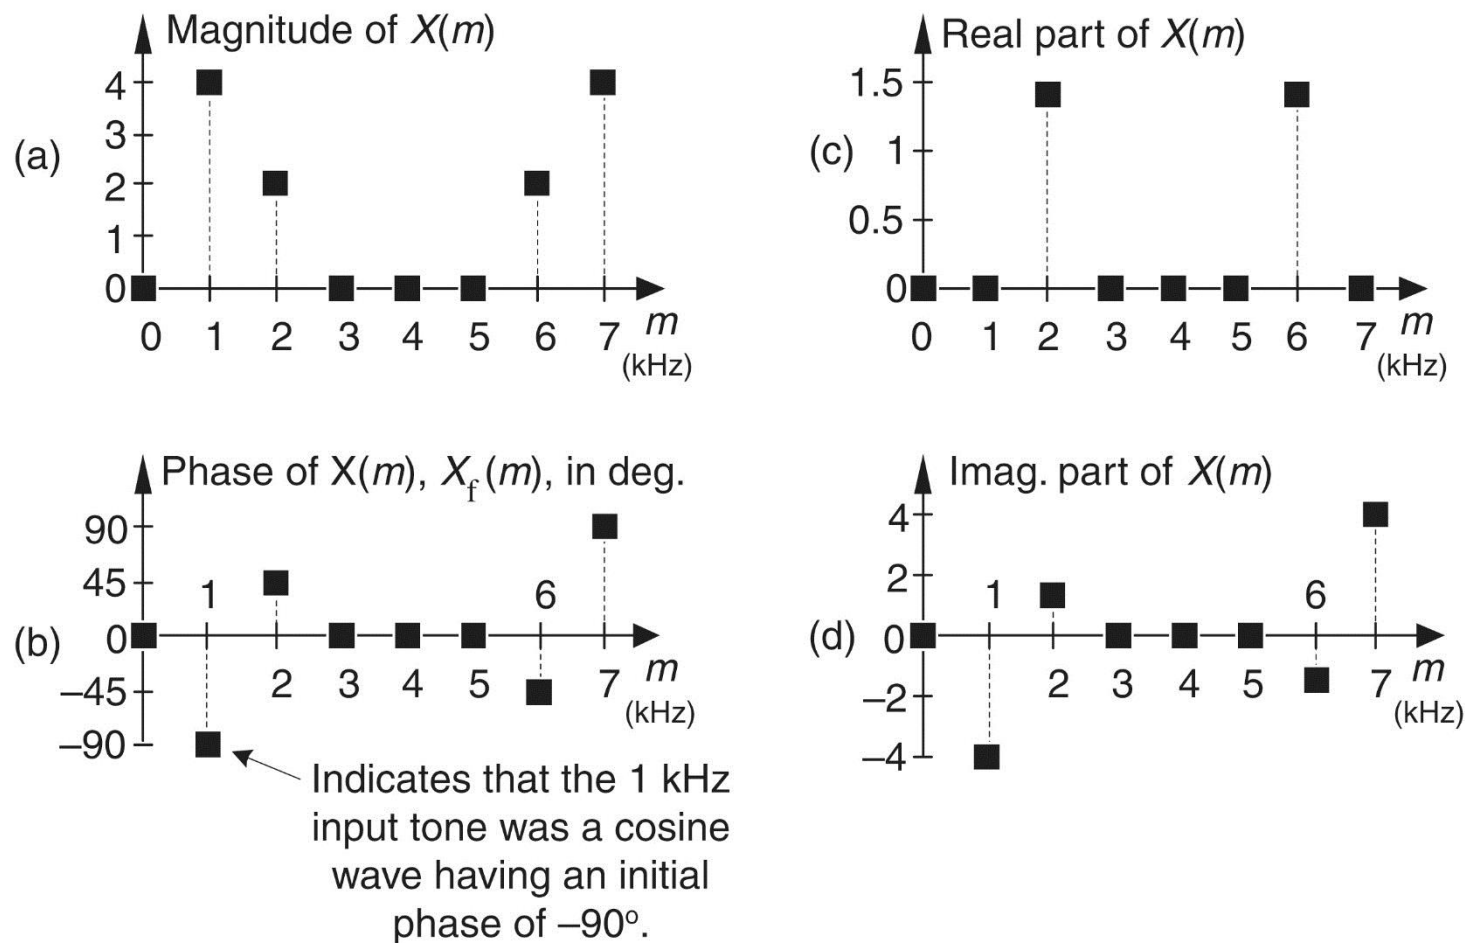 (a)
Magnitude of X(m)
4
3
2
1
0
0 1 2 3 4 5 6 7 m
(kHz)
(c)
Real part of X(m)
1.5
1
0.5
0
0 1 2 3 4 5 6 7 m
(kHz)
(b)
Phase of X(m), Xf (m), in deg.
90
45
0
–45
–90
1 6
2 3 4 5 7 m
(kHz)
Indicates that the 1 kHz
input tone was a cosine
wave having an initial
phase of –90º.
(d)
Imag. part of X(m)
4
2
0
–2
–4
1 6
2 3 4 5 7 m
(kHz)